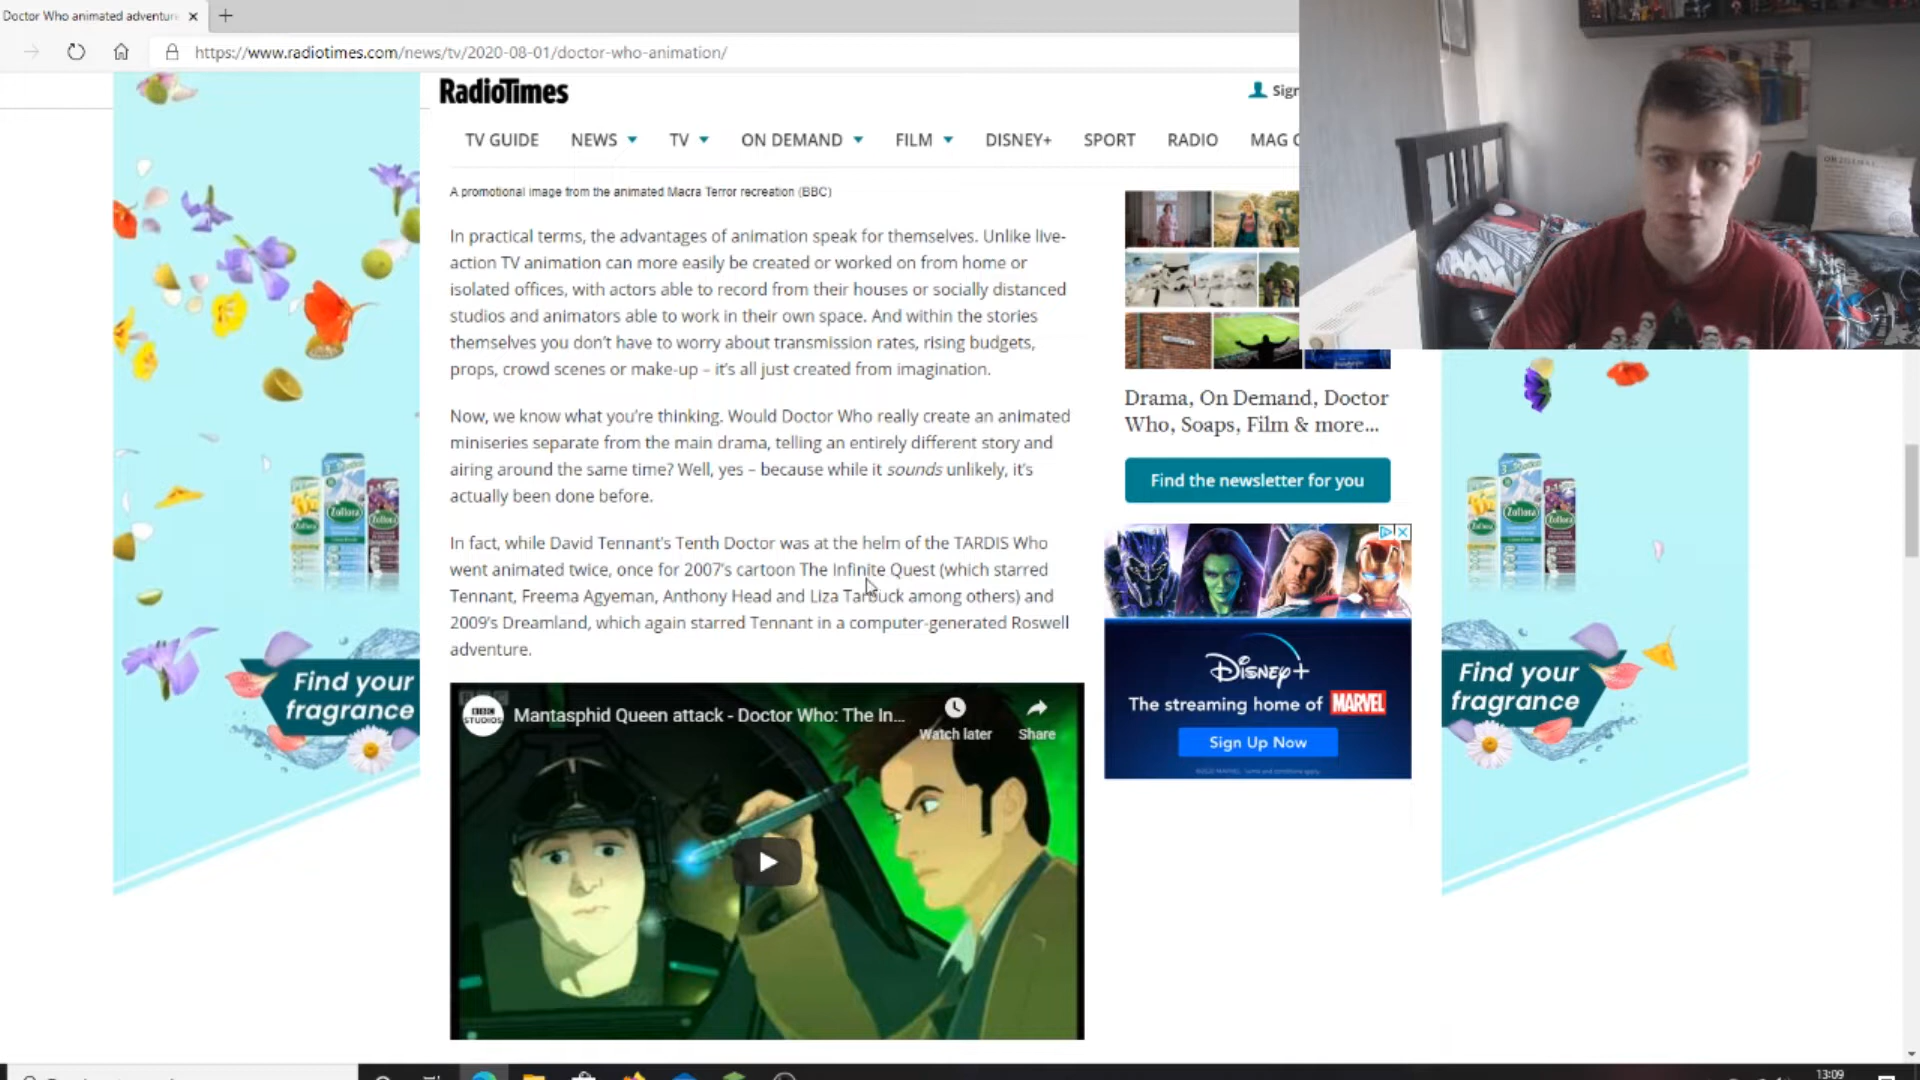 Doctor Who animated adventur
https://www.radiotimes.com/news/tv/2020-08-01/doctor-who-animation/
RadioTimes
Sign
TV GUIDE NEWS TV ON DEMAND FILM DISNEY+ SPORT RADIO MAG
A promotional image from the animated Macra Terror recreation (BBC)
In practical terms, the advantages of animation speak for themselves. Unlike live-
action TV animation can more easily be created or worked on from home or
isolated offices, with actors able to record from their houses or socially distanced
studios and animators able to work in their own space. And within the stories
themselves you don't have to worry about transmission rates, rising budgets,
props, crowd scenes or make-up – it's all just created from imagination.
Now, we know what you're thinking. Would Doctor Who really create an animated
miniseries separate from the main drama, telling an entirely different story and
airing around the same time? Well, yes – because while it sounds unlikely, it's
actually been done before.
In fact, while David Tennant's Tenth Doctor was at the helm of the TARDIS Who
went animated twice, once for 2007's cartoon The Infinite Quest (which starred
Tennant, Freema Agyeman, Anthony Head and Liza Tarbuck among others) and
2009's Dreamland, which again starred Tennant in a computer-generated Roswell
adventure.
BBC
STUDIOS
Mantasphid Queen attack - Doctor Who: The In...
Watch later
Share
Drama, On Demand, Doctor
Who, Soaps, Film & more...
Find the newsletter for you
Disney+
The streaming home of MARVEL
Sign Up Now
Zoflora
Zoflora
Zoflora
Find your
fragrance
Zoflora
Zoflora
Zoflora
Find your
fragrance
13:09